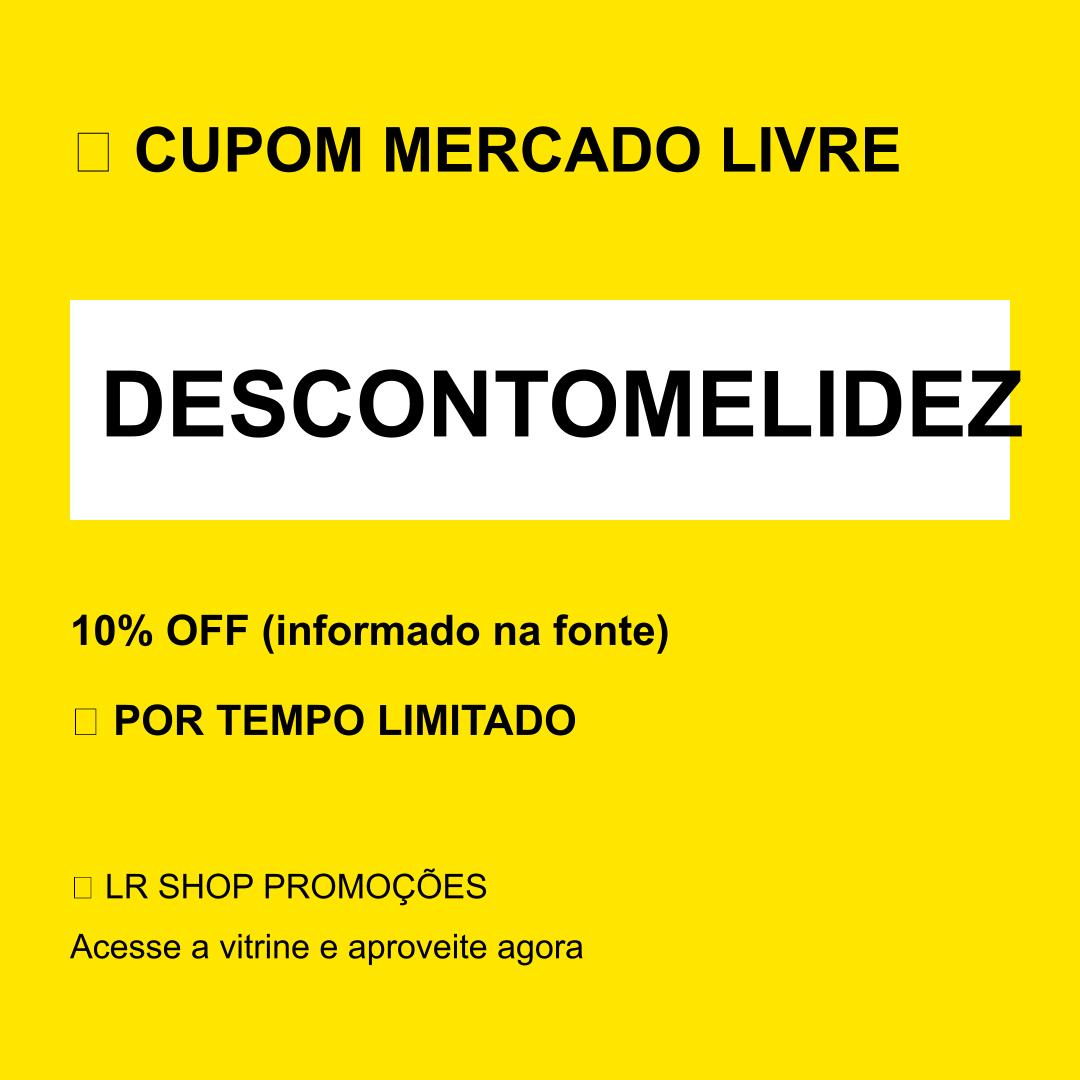 □ CUPOM MERCADO LIVRE
DESCONTOMELIDEZ
10% OFF (informado na fonte)
□ POR TEMPO LIMITADO
□ LR SHOP PROMOÇÕES
Acesse a vitrine e aproveite agora